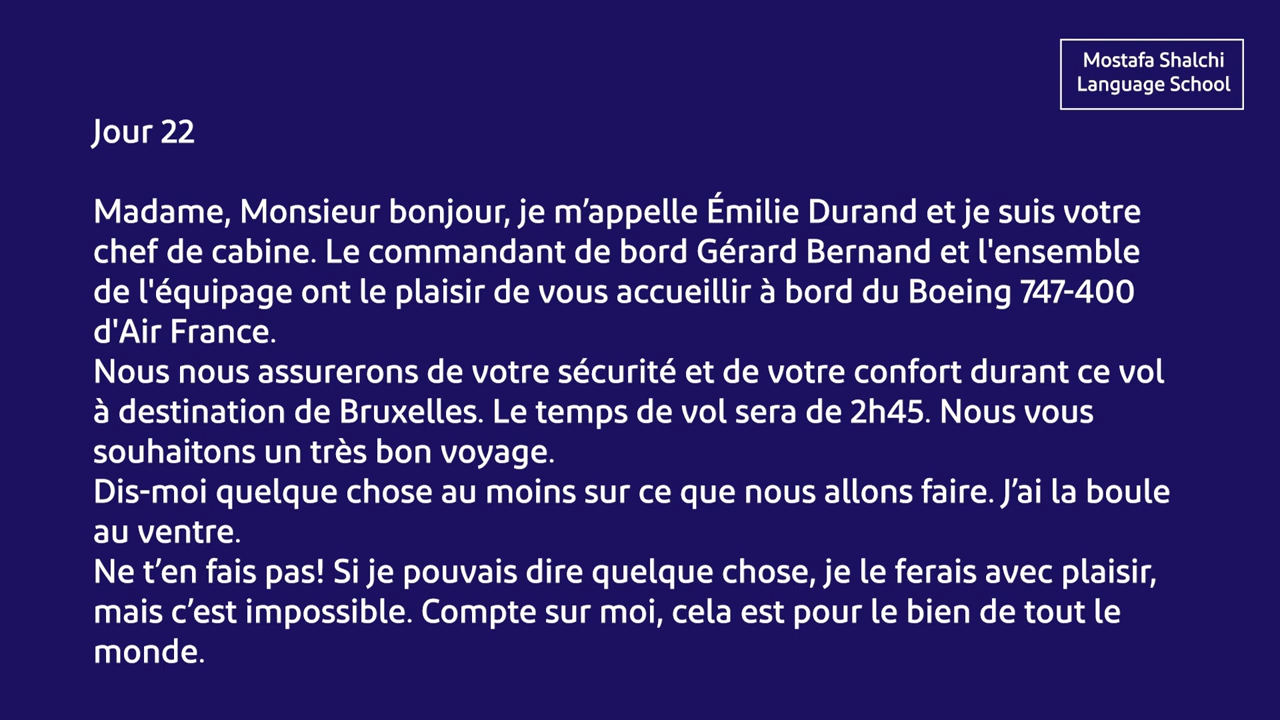 Mostafa Shalchi
Language School
Jour 22
Madame, Monsieur bonjour, je m’appelle Émilie Durand et je suis votre
chef de cabine. Le commandant de bord Gérard Bernand et l'ensemble
de l'équipage ont le plaisir de vous accueillir à bord du Boeing 747-400
d'Air France.
Nous nous assurerons de votre sécurité et de votre confort durant ce vol
à destination de Bruxelles. Le temps de vol sera de 2h45. Nous vous
souhaitons un très bon voyage.
Dis-moi quelque chose au moins sur ce que nous allons faire. J’ai la boule
au ventre.
Ne t’en fais pas! Si je pouvais dire quelque chose, je le ferais avec plaisir,
mais c’est impossible. Compte sur moi, cela est pour le bien de tout le
monde.